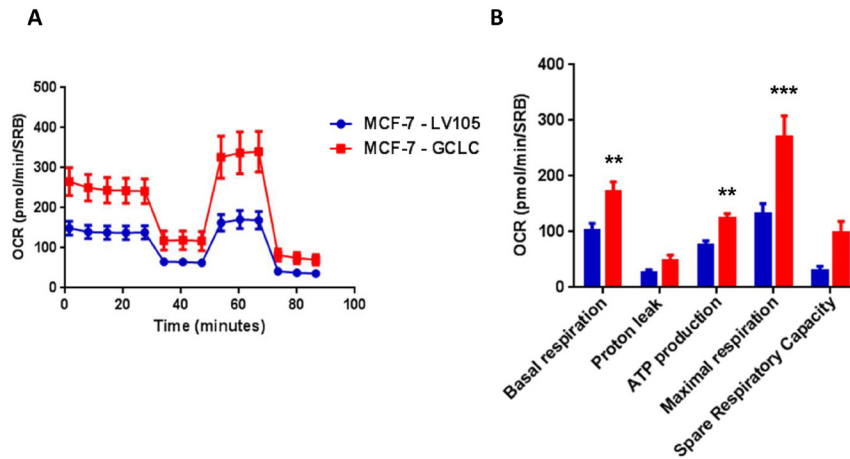 A
500
400
300
200
100
0
OCR (pmol/min/SRB)
0 20 40 60 80 100
Time (minutes)
MCF-7 - LV105
MCF-7 - GCLC
B
400
300
200
100
0
OCR (pmol/min/SRB)
**
**
***
Basal respiration
Proton leak
ATP production
Maximal respiration
Spare Respiratory Capacity